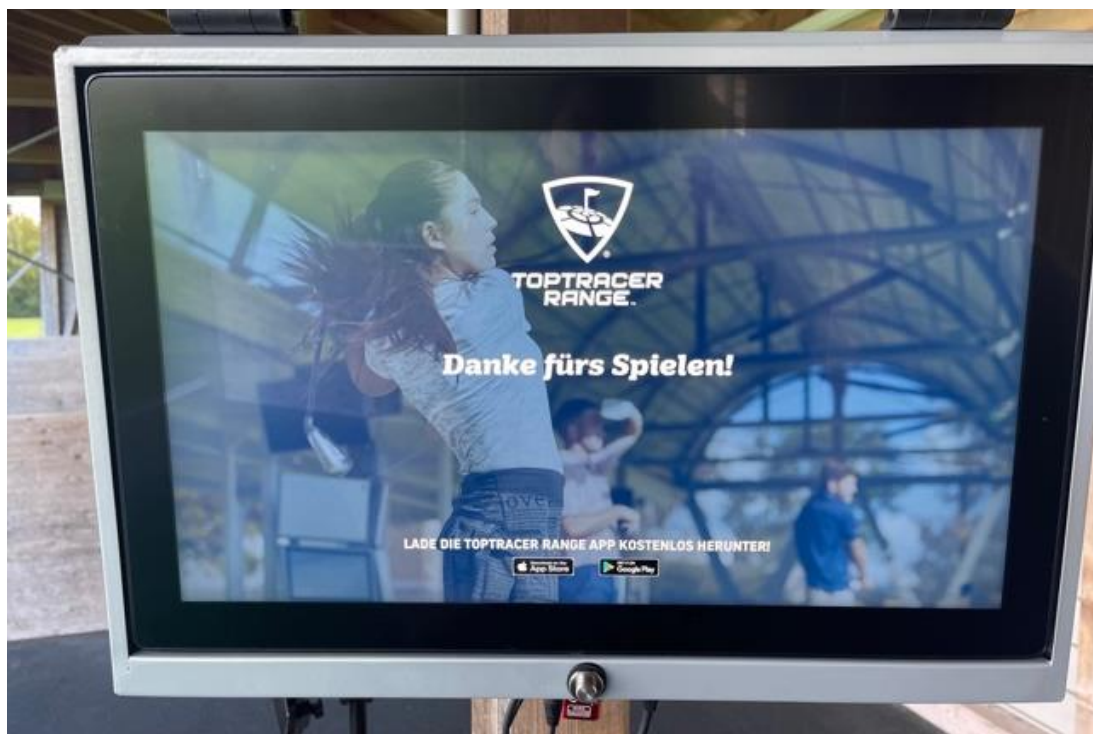 TOPTRACER
RANGE
Danke fürs Spielen!
LADE DIE TOPTRACER RANGE APP KOSTENLOS HERUNTER!
App Store
Google Play